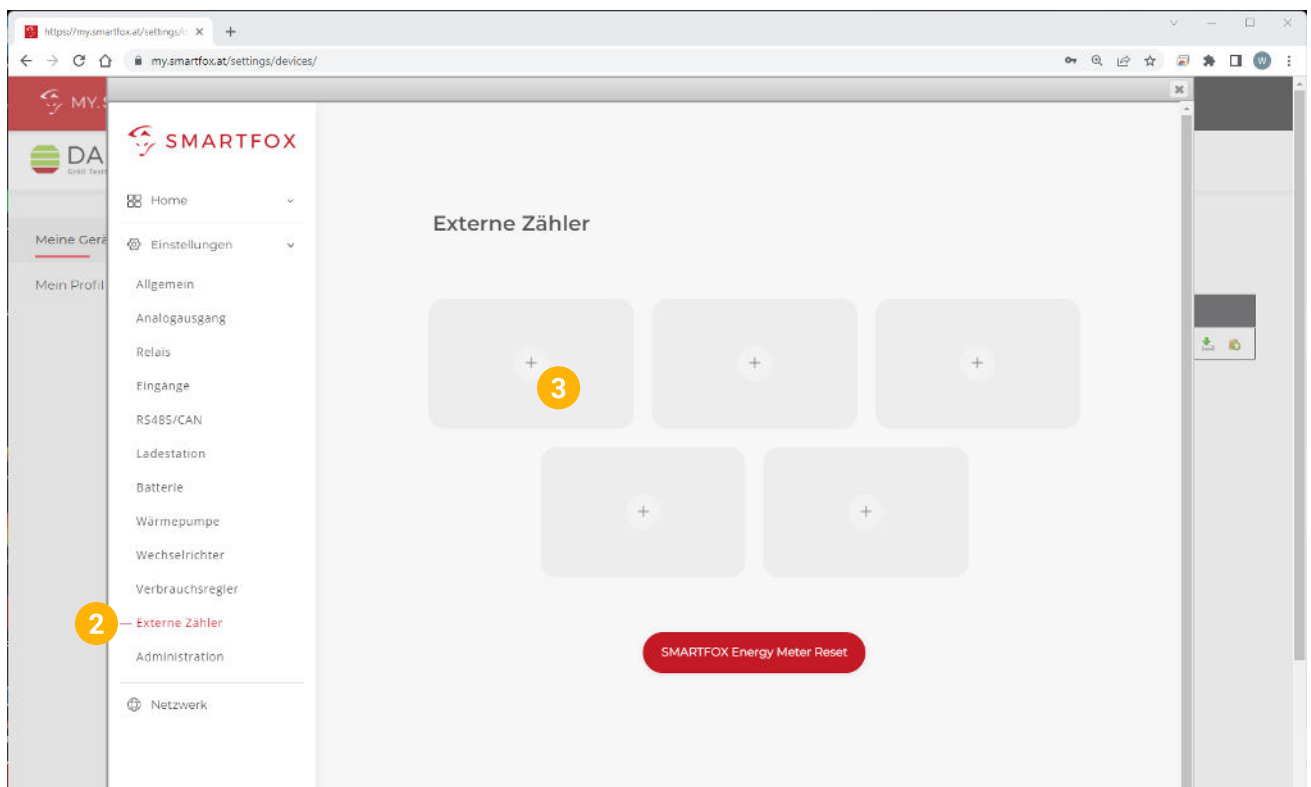 https://my.smartfox.at/settings/
my.smartfox.at/settings/devices/
W
MY.S
SMARTFOX
DA
Größl Test
Home
Externe Zähler
Meine Gerä
Einstellungen
Mein Profil
Allgemein
Analogausgang
Relais
Eingänge
3
RS485/CAN
Ladestation
Batterie
Wärmepumpe
Wechselrichter
Verbrauchsregler
2
Externe Zähler
SMARTFOX Energy Meter Reset
Administration
Netzwerk